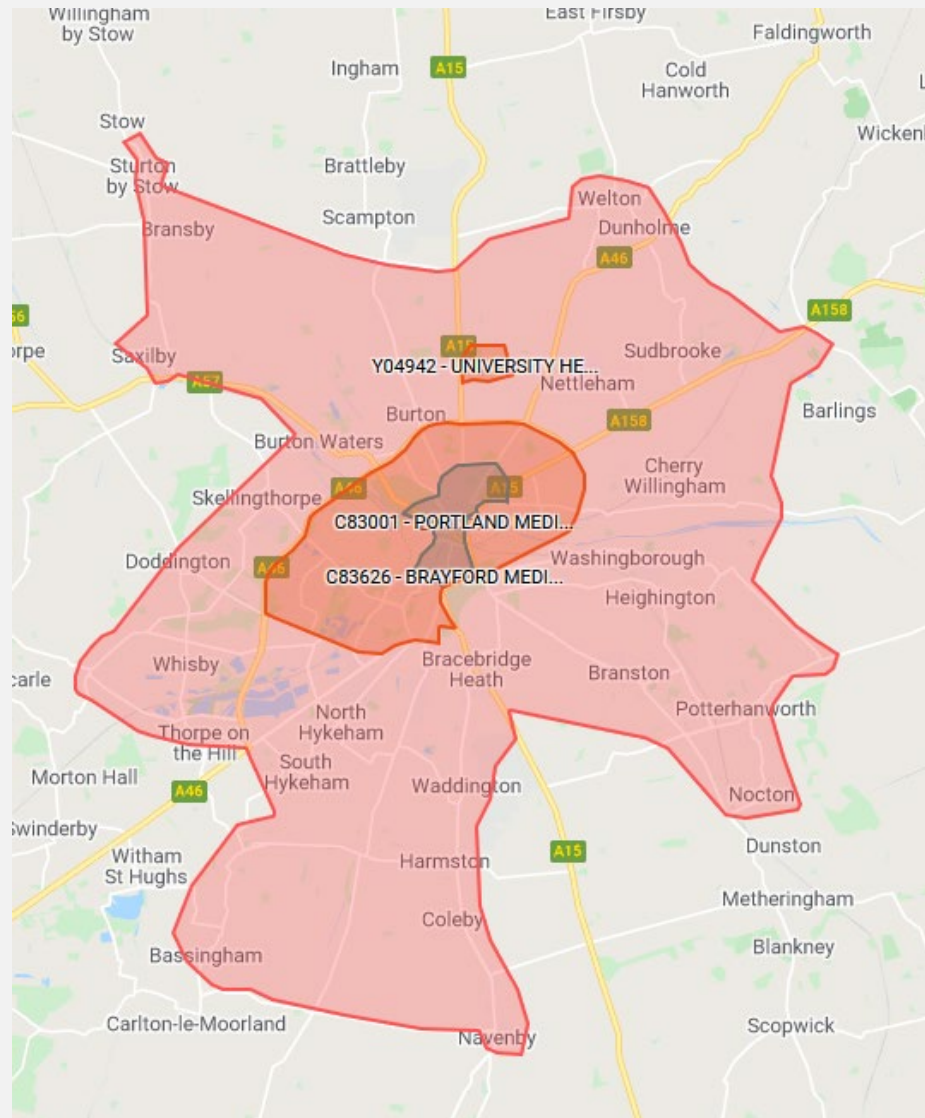 Willingham
by Stow
East Firsby
Faldingworth
A15
Ingham
Cold
Hanworth
Stow
Wicken
Sturton
by Stow
Brattleby
Welton
Scampton
Bransby
Dunholme
A46
A158
A15
Saxilby
Sudbrooke
Y04942 - UNIVERSITY HE...
Nettleham
A57
Barlings
Burton
A158
Burton Waters
Cherry
Willingham
Skellingthorpe
A46
A15
C83001 - PORTLAND MEDI...
Doddington
A46
Washingborough
C83626 - BRAYFORD MEDI...
Heighington
Whisby
Bracebridge
Heath
Branston
carle
Potterhanworth
North
Hykeham
Thorpe on
the Hill
South
Hykeham
Morton Hall
Waddington
A46
Nocton
Swinderby
Dunston
Witham
St Hughs
A15
Harmston
Metheringham
Coleby
Blankney
Bassingham
Carlton-le-Moorland
Scopwick
Navenby